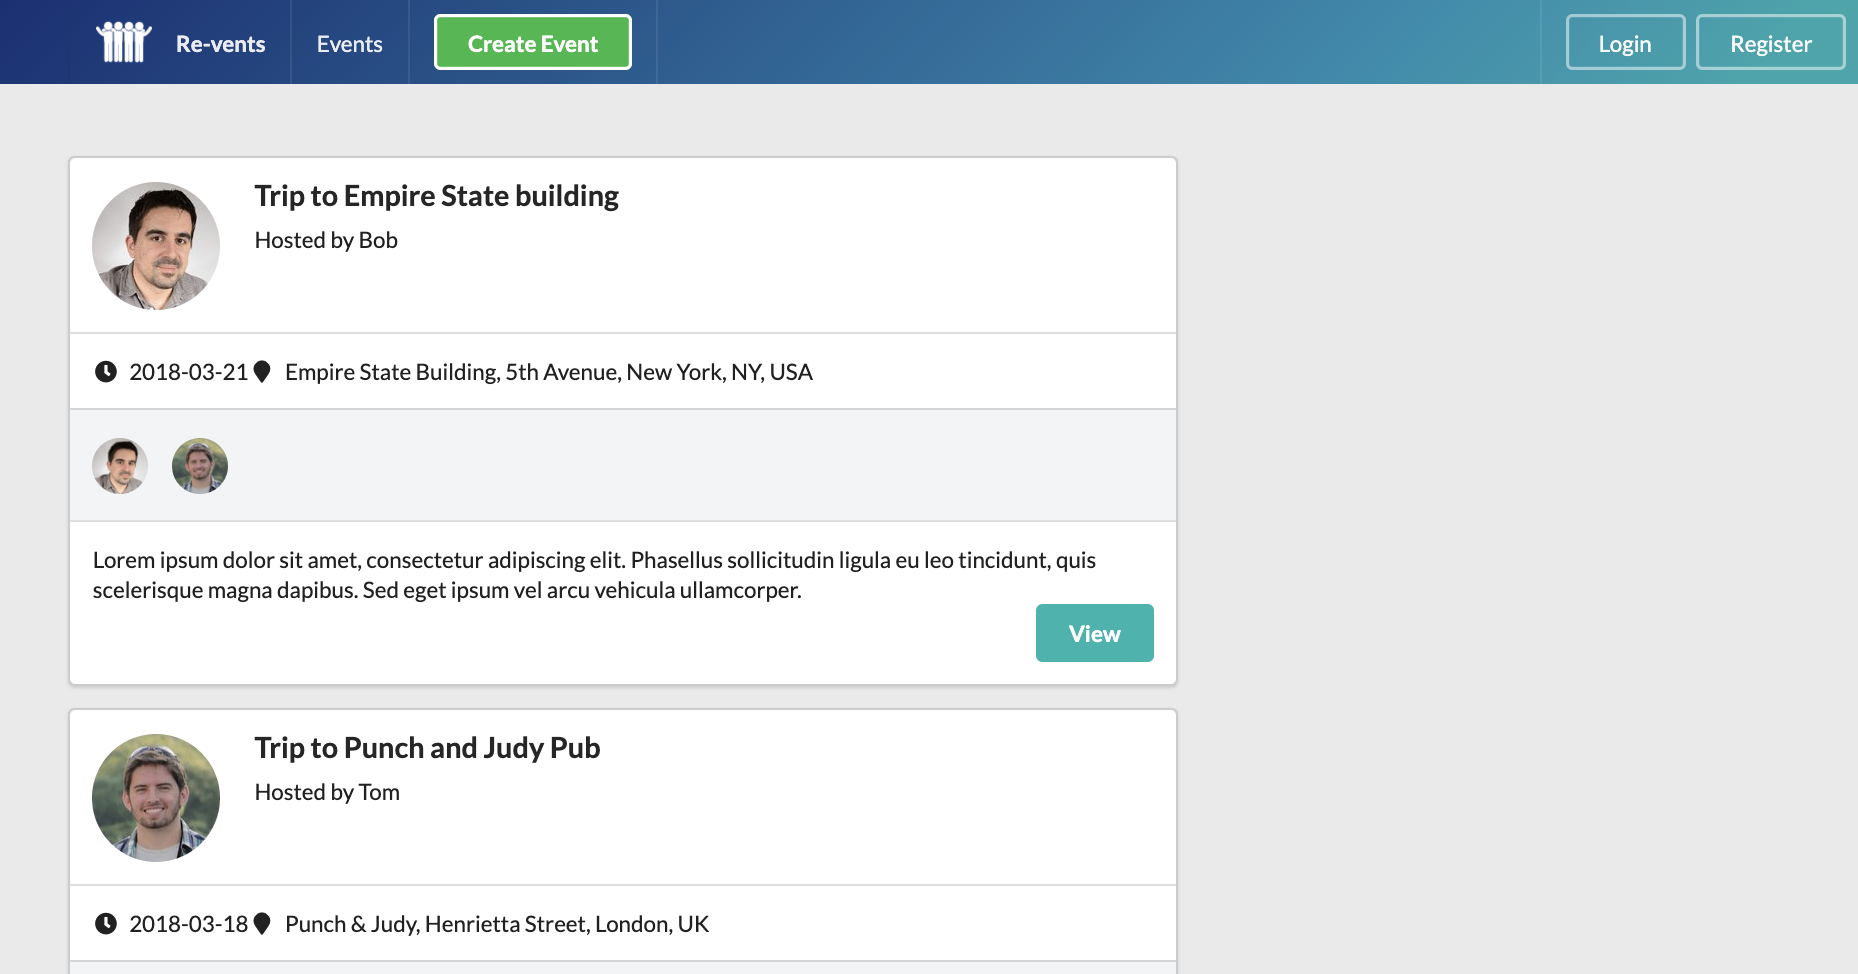 Re-vents
Events
Create Event
Login
Register
Trip to Empire State building
Hosted by Bob
2018-03-21 Empire State Building, 5th Avenue, New York, NY, USA
Lorem ipsum dolor sit amet, consectetur adipiscing elit. Phasellus sollicitudin ligula eu leo tincidunt, quis
scelerisque magna dapibus. Sed eget ipsum vel arcu vehicula ullamcorper.
View
Trip to Punch and Judy Pub
Hosted by Tom
2018-03-18 Punch & Judy, Henrietta Street, London, UK